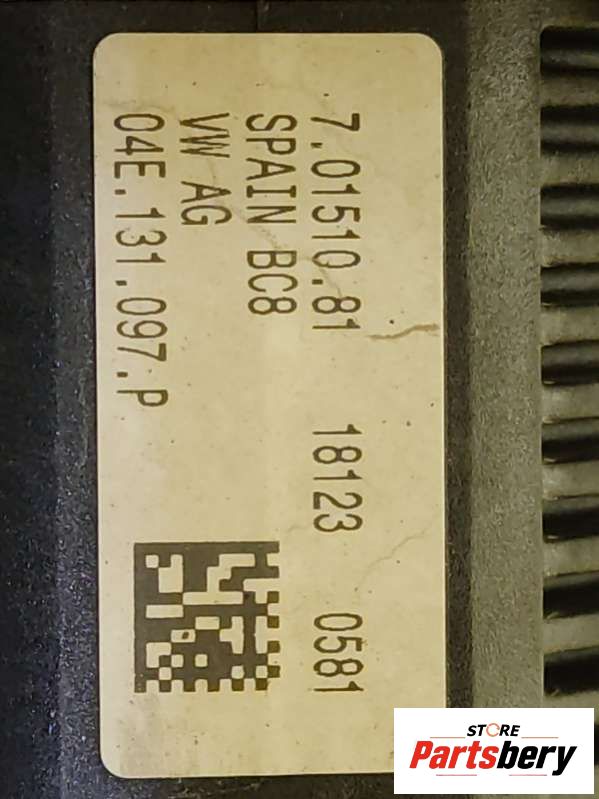 7.01510.81 18123 0581
SPAIN BC8
VW AG
04E.131.097.P
STORE
Partsbery